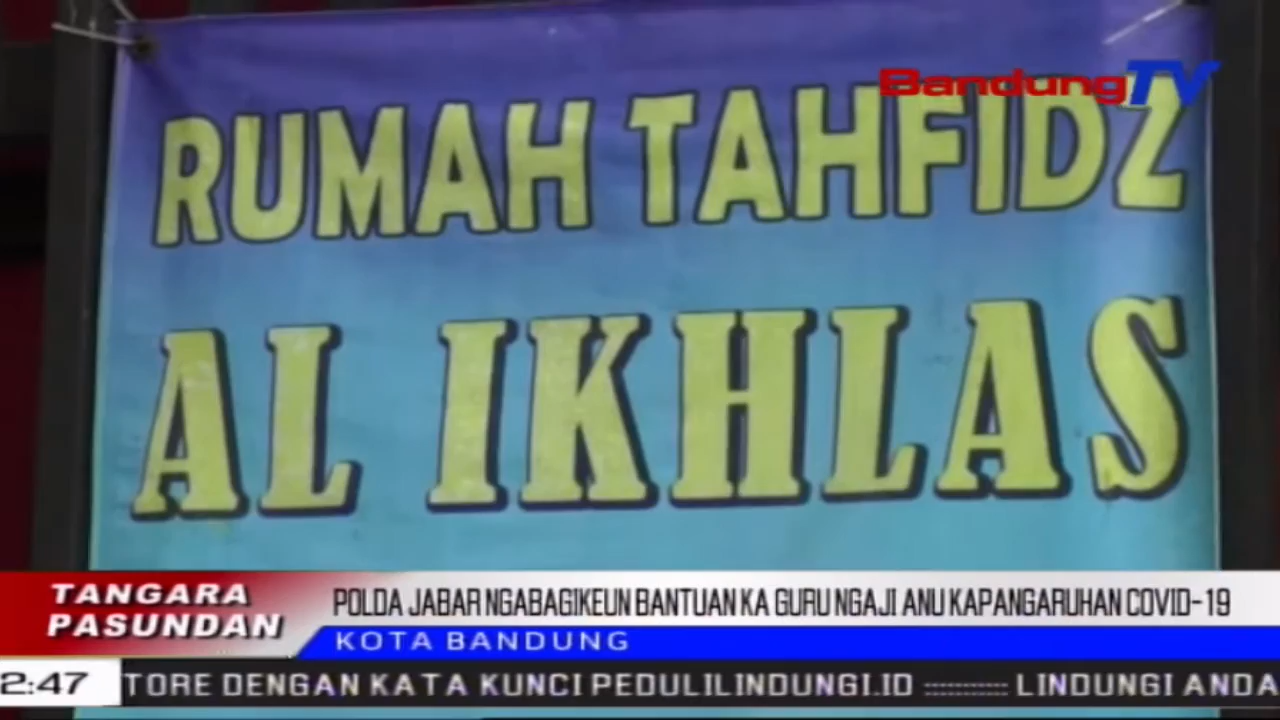 BandungTV
RUMAH TAHFIDZ
AL IKHLAS
TANGARA
PASUNDAN
POLDA JABAR NGABAGIKEUN BANTUAN KA GURU NGAJI ANU KAPANGARUHAN COVID-19
KOTA BANDUNG
2:47
TORE DENGAN KATA KUNCI PEDULILINDUNGI.ID :::::::::::: LINDUNGI ANDA